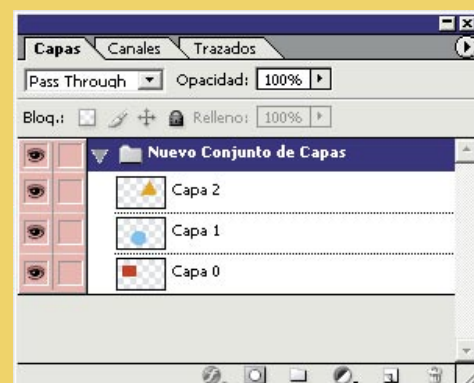 Capas Canales Trazados
Pass Through Opacidad: 100%
Bloq.: Relleno: 100%
Nuevo Conjunto de Capas
Capa 2
Capa 1
Capa 0